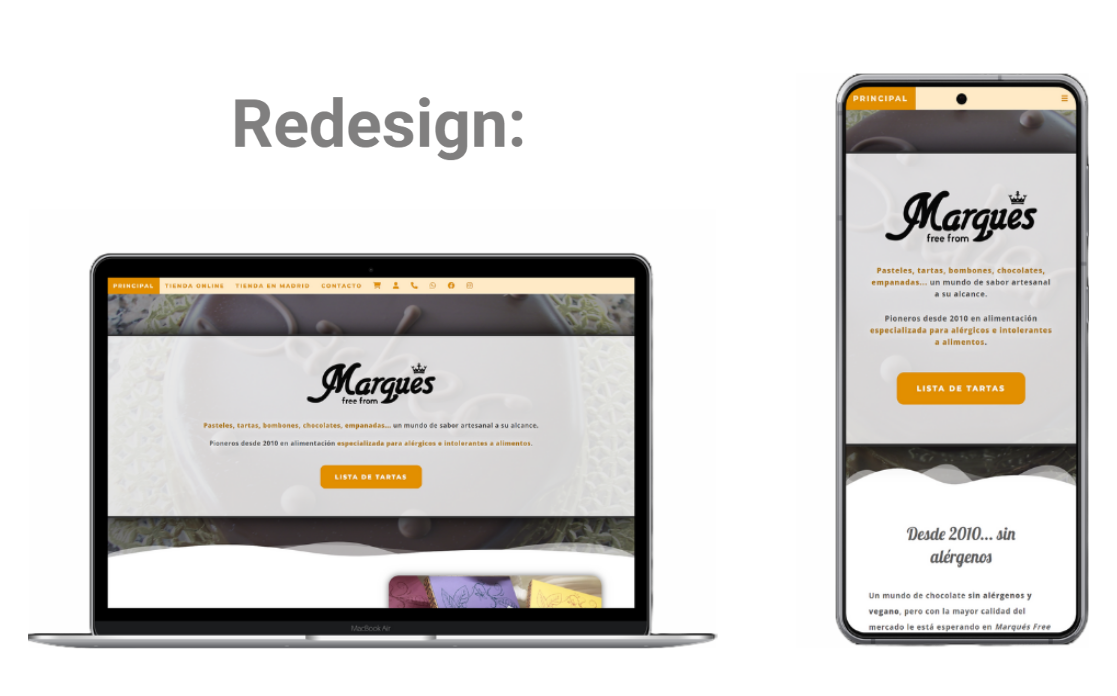 Redesign:
PRINCIPAL TIENDA ONLINE TIENDA EN MADRID CONTACTO
Marqués
free from
Pasteles, tartas, bombones, chocolates, empanadas... un mundo de sabor artesanal a su alcance.
Pioneros desde 2010 en alimentación especializada para alérgicos e intolerantes a alimentos.
LISTA DE TARTAS
MacBook Air
PRINCIPAL
Marqués
free from
Pasteles, tartas, bombones, chocolates,
empanadas... un mundo de sabor artesanal
a su alcance.
Pioneros desde 2010 en alimentación
especializada para alérgicos e intolerantes
a alimentos.
LISTA DE TARTAS
Desde 2010... sin
alérgenos
Un mundo de chocolate sin alérgenos y
vegano, pero con la mayor calidad del
mercado le está esperando en Marqués Free